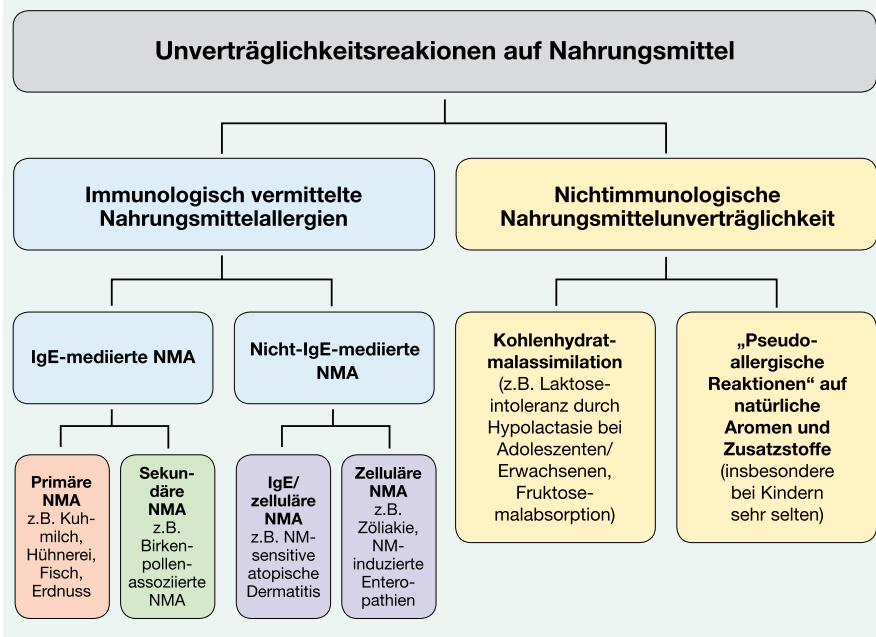 Unverträglichkeitsreakionen auf Nahrungsmittel
Immunologisch vermittelte
Nahrungsmittelallergien
Nichtimmunologische
Nahrungsmittelunverträglichkeit
IgE-mediierte NMA
Nicht-IgE-mediierte
NMA
Kohlenhydrat-
malassimilation
(z.B. Laktose-
intoleranz durch
Hypolactasie bei
Adoleszenten/
Erwachsenen,
Fruktose-
malabsorption)
„Pseudo-
allergische
Reaktionen“ auf
natürliche
Aromen und
Zusatzstoffe
(insbesondere
bei Kindern
sehr selten)
Primäre
NMA
z.B. Kuh-
milch,
Hühnerei,
Fisch,
Erdnuss
Sekun-
däre
NMA
z.B.
Birken-
pollen-
assoziierte
NMA
IgE/
zelluläre
NMA
z.B. NM-
sensitive
atopische
Dermatitis
Zelluläre
NMA
z.B.
Zöliakie,
NM-
induzierte
Entero-
pathien